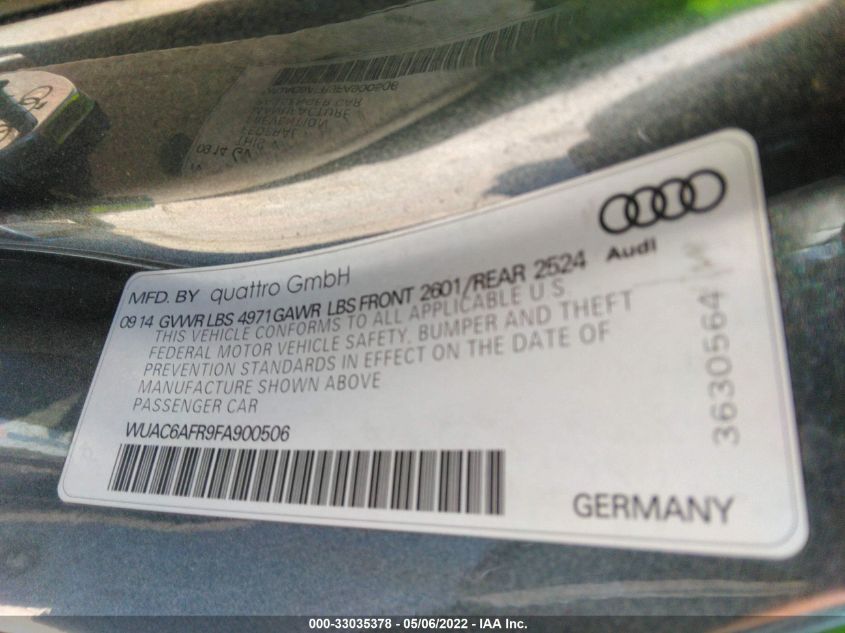 Audi
MFD. BY quattro GmbH
09 14 GVWR LBS 4971 GAWR LBS FRONT 2601/REAR 2524
THIS VEHICLE CONFORMS TO ALL APPLICABLE U.S.
FEDERAL MOTOR VEHICLE SAFETY, BUMPER AND THEFT
PREVENTION STANDARDS IN EFFECT ON THE DATE OF
MANUFACTURE SHOWN ABOVE
PASSENGER CAR
WUAC6AFR9FA900506
GERMANY
3630564
000-33035378 - 05/06/2022 - IAA Inc.